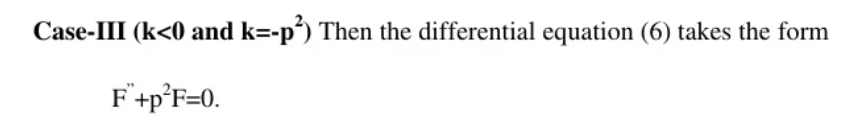 Case-III (k<0 and k=-p²) Then the differential equation (6) takes the form
F"+p²F=0.